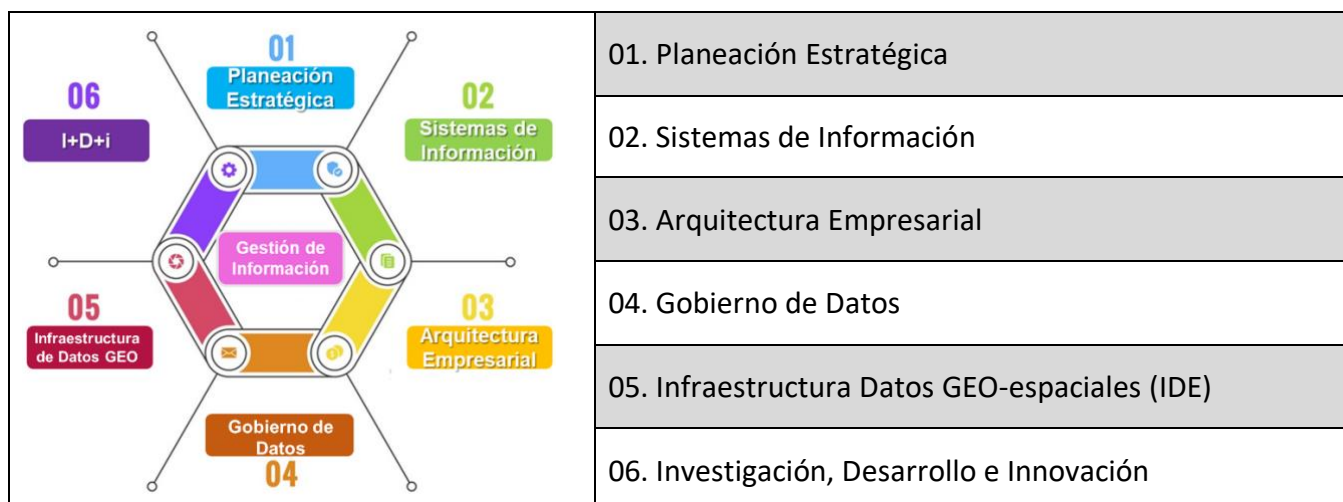 01
Planeación
Estratégica
06
I+D+i
02
Sistemas de
Información
Gestión de
Información
05
Infraestructura
de Datos GEO
03
Arquitectura
Empresarial
Gobierno de
Datos
04
01. Planeación Estratégica
02. Sistemas de Información
03. Arquitectura Empresarial
04. Gobierno de Datos
05. Infraestructura Datos GEO-espaciales (IDE)
06. Investigación, Desarrollo e Innovación